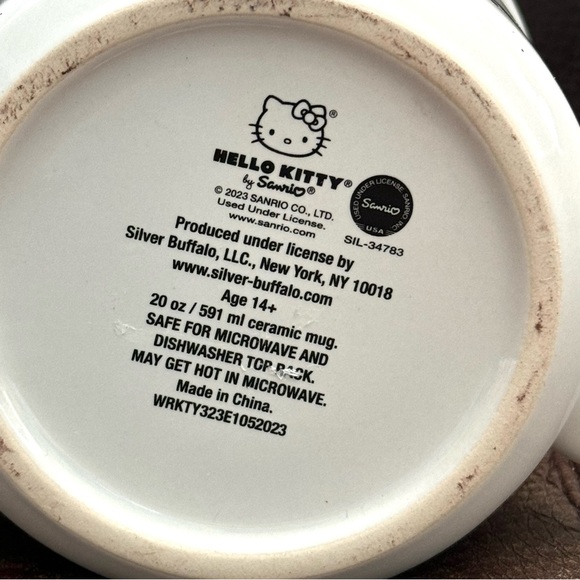 HELLO KITTY®
by Sanrio®
© 2023 SANRIO CO., LTD.
Used Under License.
www.sanrio.com
USED UNDER LICENSE SANRIO INC
Sanrio
USA
SIL-34783
Produced under license by
Silver Buffalo, LLC., New York, NY 10018
www.silver-buffalo.com
Age 14+
20 oz / 591 ml ceramic mug.
SAFE FOR MICROWAVE AND
DISHWASHER TOP RACK.
MAY GET HOT IN MICROWAVE.
Made in China.
WRKTY323E1052023